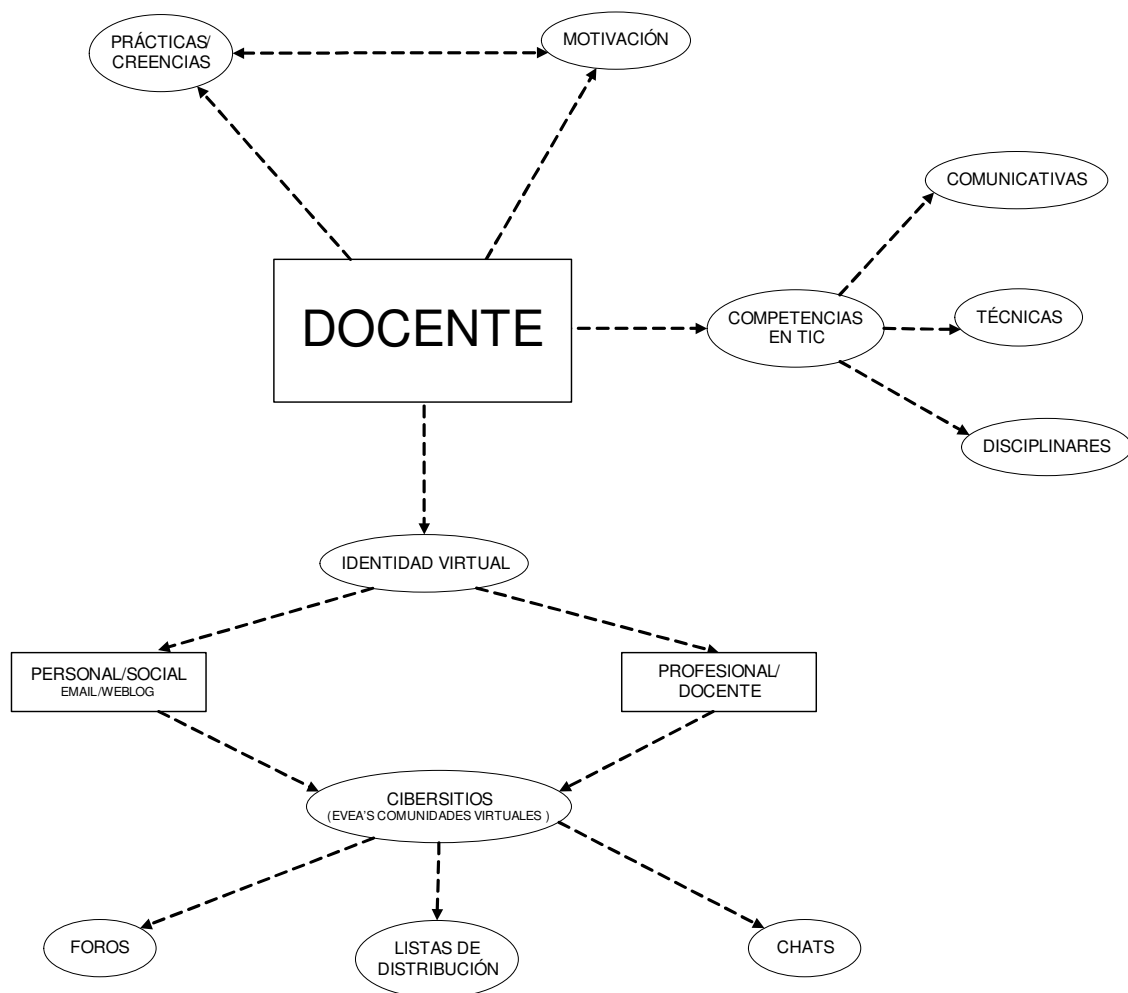 PRÁCTICAS/
CREENCIAS
MOTIVACIÓN
COMUNICATIVAS
DOCENTE
COMPETENCIAS
EN TIC
TÉCNICAS
DISCIPLINARES
IDENTIDAD VIRTUAL
PERSONAL/SOCIAL
EMAIL/WEBLOG
PROFESIONAL/
DOCENTE
CIBERSITIOS
(EVEA'S COMUNIDADES VIRTUALES )
FOROS
LISTAS DE
DISTRIBUCIÓN
CHATS